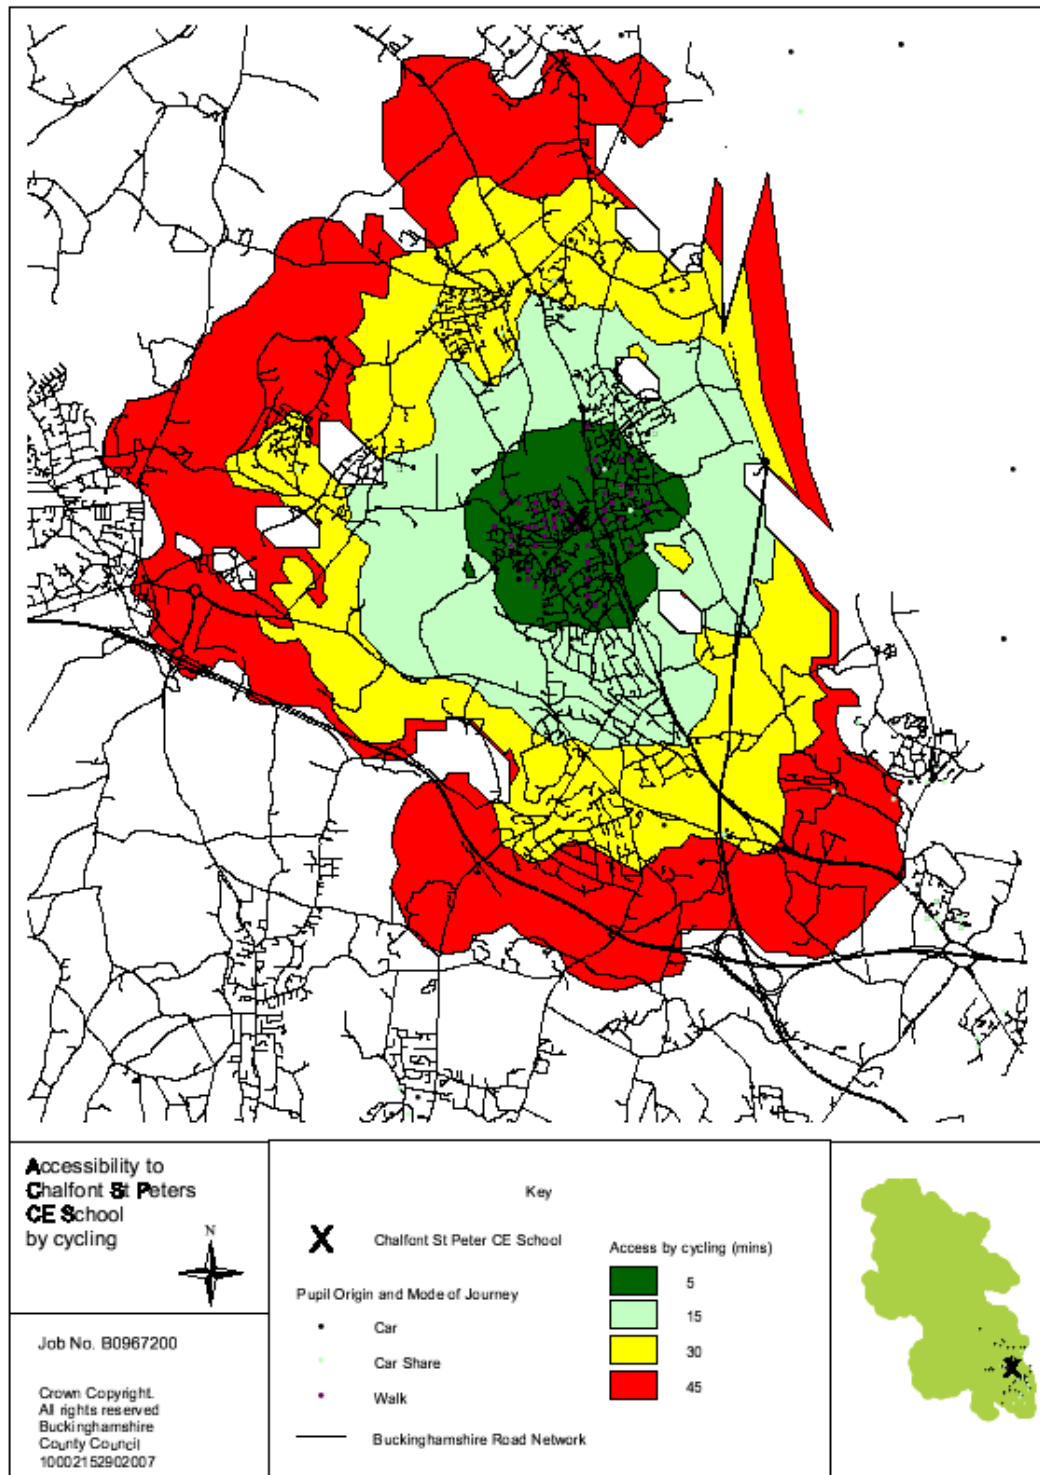 Accessibility to
Chalfont St Peters
CE School
by cycling
N
Job No. B0967200
Crown Copyright.
All rights reserved
Buckinghamshire
County Council
10002152902007
Key
X Chalfont St Peter CE School
Pupil Origin and Mode of Journey
Car
Car Share
Walk
Buckinghamshire Road Network
Access by cycling (mins)
5
15
30
45